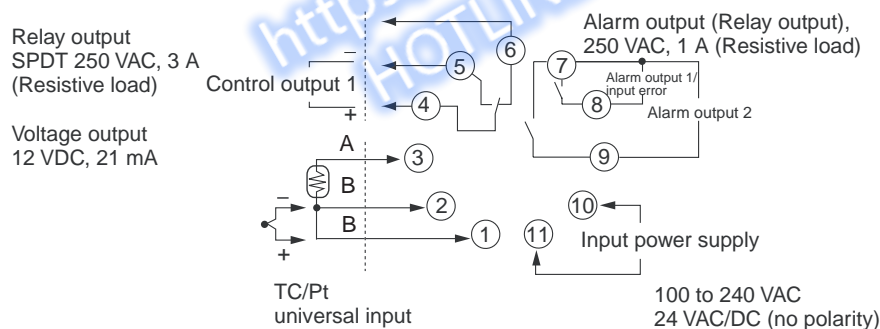 https
HOTLIN
Relay output
SPDT 250 VAC, 3 A
(Resistive load)
Voltage output
12 VDC, 21 mA
Control output 1
−
+
6
5
4
Alarm output (Relay output),
250 VAC, 1 A (Resistive load)
7
Alarm output 1/
input error
8
Alarm output 2
9
A
3
B
−
2
B
+
1
TC/Pt
universal input
10
11
Input power supply
100 to 240 VAC
24 VAC/DC (no polarity)